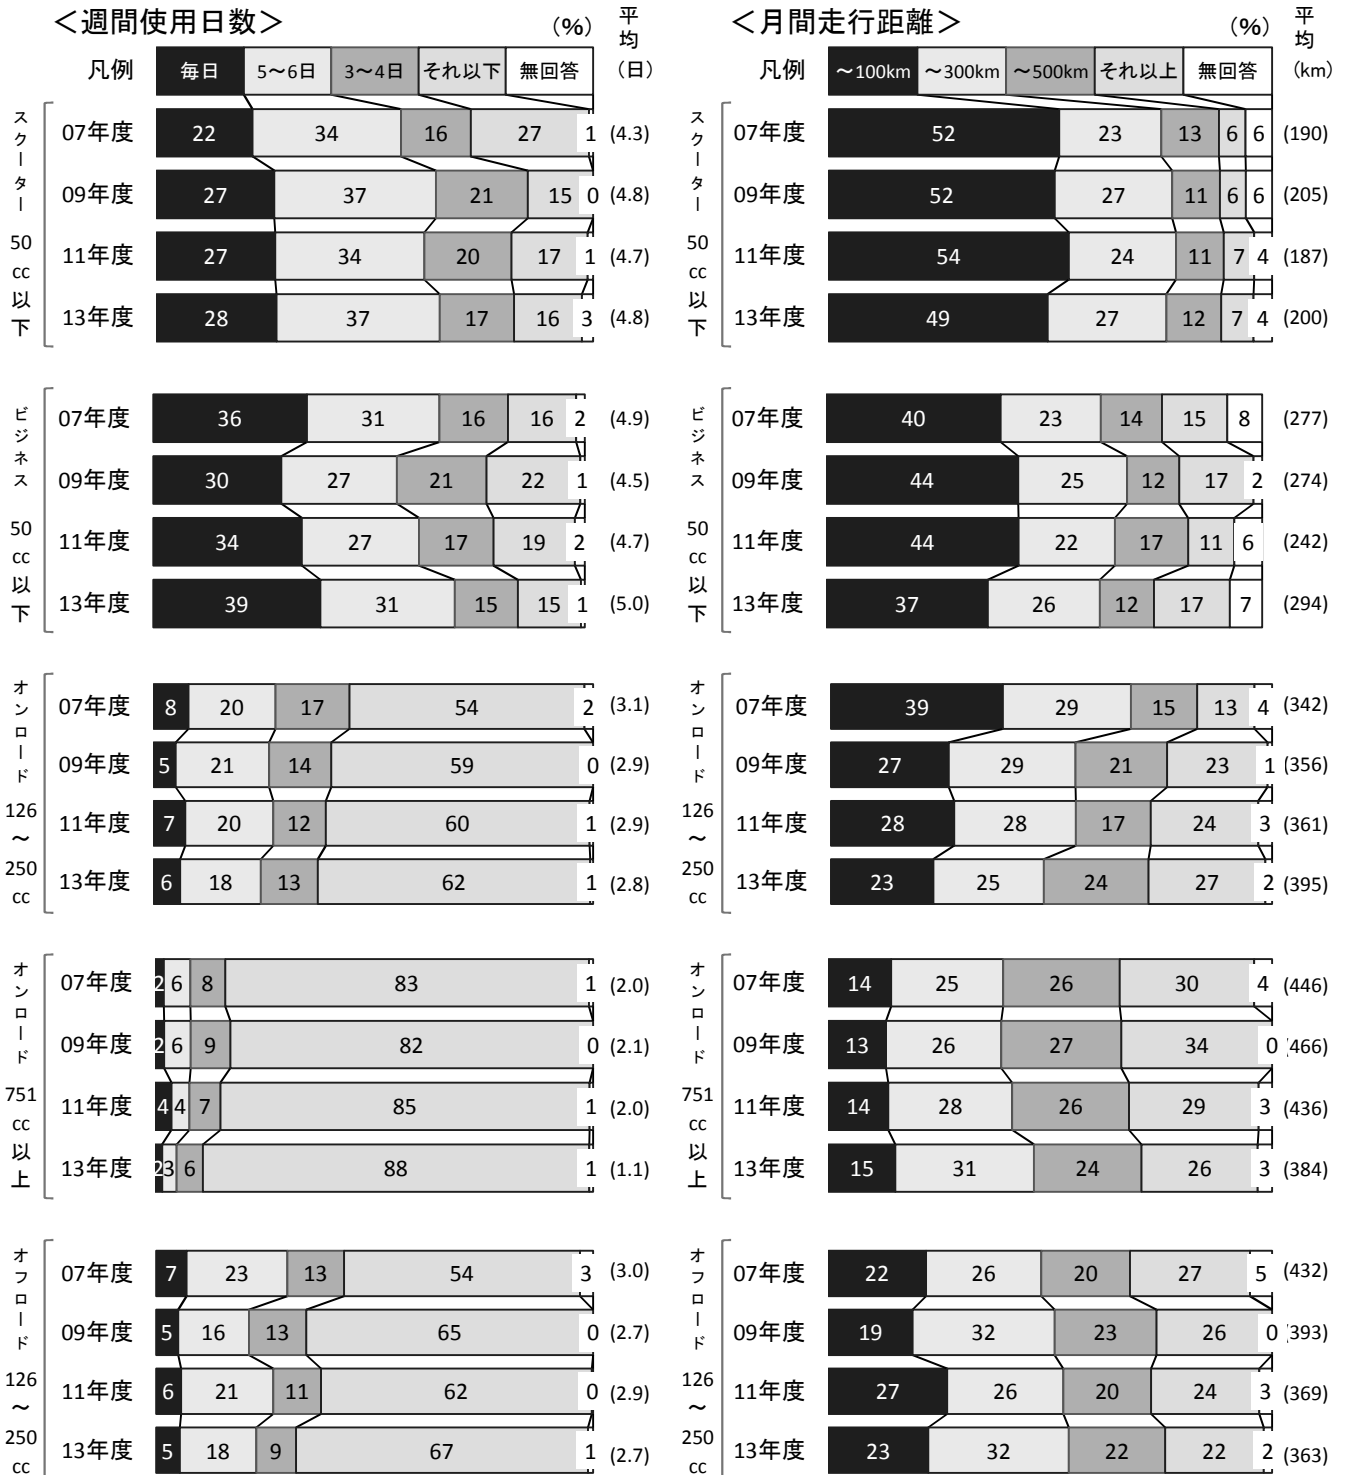 ＜週間使用日数＞ (%) 平均
凡例 毎日 5～6日 3～4日 それ以下 無回答 (日)
スクーター 50cc以下
07年度 22 34 16 27 1 (4.3)
09年度 27 37 21 15 0 (4.8)
11年度 27 34 20 17 1 (4.7)
13年度 28 37 17 16 3 (4.8)
ビジネス 50cc以下
07年度 36 31 16 16 2 (4.9)
09年度 30 27 21 22 1 (4.5)
11年度 34 27 17 19 2 (4.7)
13年度 39 31 15 15 1 (5.0)
オンロード 126～250cc
07年度 8 20 17 54 2 (3.1)
09年度 5 21 14 59 0 (2.9)
11年度 7 20 12 60 1 (2.9)
13年度 6 18 13 62 1 (2.8)
オンロード 751cc以上
07年度 2 6 8 83 1 (2.0)
09年度 2 6 9 82 0 (2.1)
11年度 4 4 7 85 1 (2.0)
13年度 2 3 6 88 1 (1.1)
オフロード 126～250cc
07年度 7 23 13 54 3 (3.0)
09年度 5 16 13 65 0 (2.7)
11年度 6 21 11 62 0 (2.9)
13年度 5 18 9 67 1 (2.7)
＜月間走行距離＞ (%) 平均
凡例 ～100km ～300km ～500km それ以上 無回答 (km)
スクーター 50cc以下
07年度 52 23 13 6 6 (190)
09年度 52 27 11 6 6 (205)
11年度 54 24 11 7 4 (187)
13年度 49 27 12 7 4 (200)
ビジネス 50cc以下
07年度 40 23 14 15 8 (277)
09年度 44 25 12 17 2 (274)
11年度 44 22 17 11 6 (242)
13年度 37 26 12 17 7 (294)
オンロード 126～250cc
07年度 39 29 15 13 4 (342)
09年度 27 29 21 23 1 (356)
11年度 28 28 17 24 3 (361)
13年度 23 25 24 27 2 (395)
オンロード 751cc以上
07年度 14 25 26 30 4 (446)
09年度 13 26 27 34 0 (466)
11年度 14 28 26 29 3 (436)
13年度 15 31 24 26 3 (384)
オフロード 126～250cc
07年度 22 26 20 27 5 (432)
09年度 19 32 23 26 0 (393)
11年度 27 26 20 24 3 (369)
13年度 23 32 22 22 2 (363)